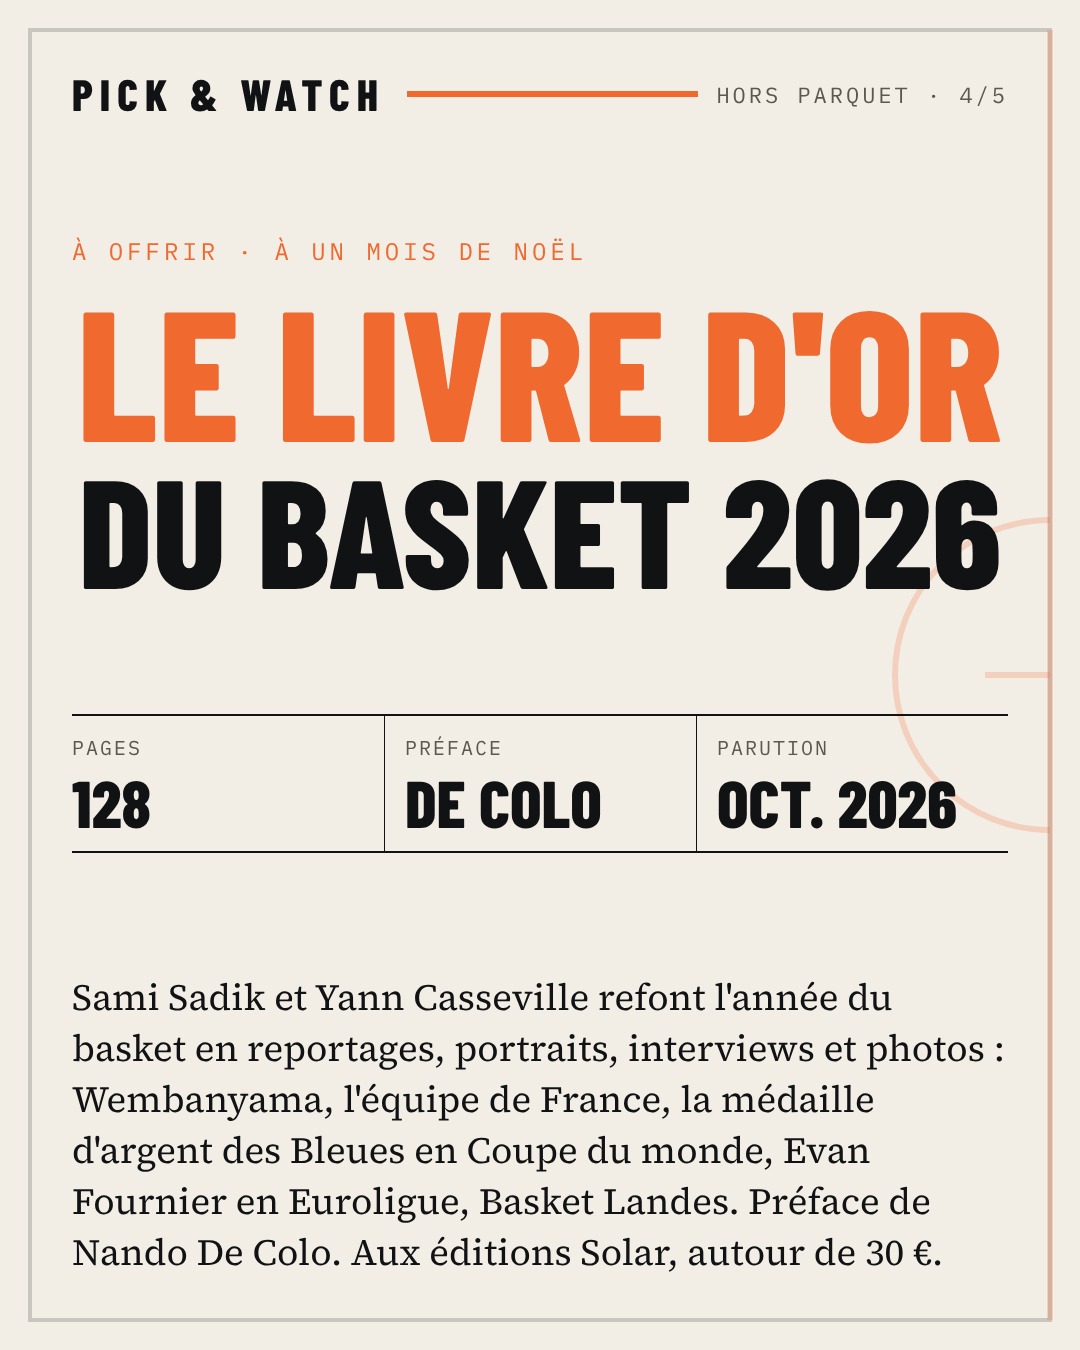 PICK & WATCH
HORS PARQUET · 4/5
À OFFRIR · À UN MOIS DE NOËL
LE LIVRE D'OR
DU BASKET 2026
PAGES
128
PRÉFACE
DE COLO
PARUTION
OCT. 2026
Sami Sadik et Yann Casseville refont l'année du
basket en reportages, portraits, interviews et photos :
Wembanyama, l'équipe de France, la médaille
d'argent des Bleues en Coupe du monde, Evan
Fournier en Euroligue, Basket Landes. Préface de
Nando De Colo. Aux éditions Solar, autour de 30 €.